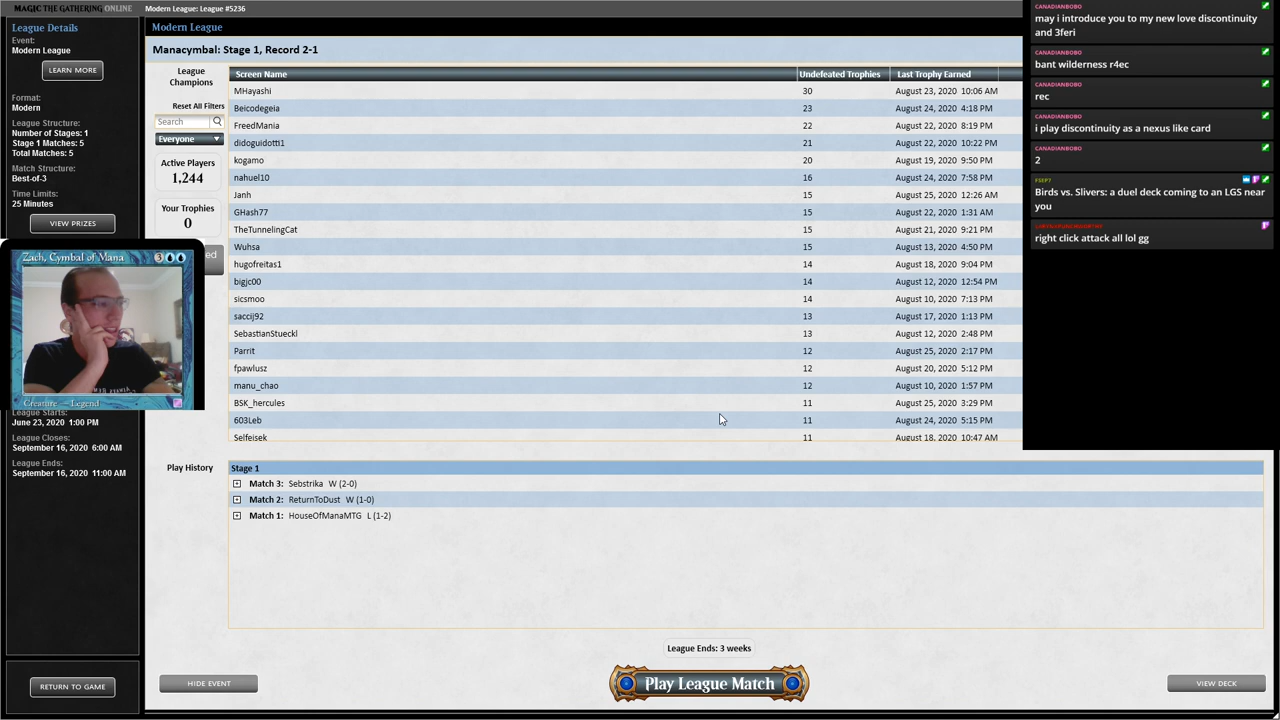 MAGIC THE GATHERING ONLINE
Modern League: League #5236
League Details
Event:
Modern League
LEARN MORE
Format:
Modern
League Structure:
Number of Stages: 1
Stage 1 Matches: 5
Total Matches: 5
Match Structure:
Best-of-3
Time Limits:
25 Minutes
VIEW PRIZES
Zach, Cymbal of Mana 3
Creature — Legend
League Starts:
June 23, 2020 1:00 PM
League Closes:
September 16, 2020 6:00 AM
League Ends:
September 16, 2020 11:00 AM
RETURN TO GAME
Modern League
Manacymbal: Stage 1, Record 2-1
League
Champions
Reset All Filters
Search
Everyone
Active Players
1,244
Your Trophies
0
ed
Screen Name Undefeated Trophies Last Trophy Earned
MHayashi 30 August 23, 2020 10:06 AM
Beicodegeia 23 August 24, 2020 4:18 PM
FreedMania 22 August 22, 2020 8:19 PM
didoguidotti1 21 August 22, 2020 10:22 PM
kogamo 20 August 19, 2020 9:50 PM
nahuel10 16 August 24, 2020 7:58 PM
Janh 15 August 25, 2020 12:26 AM
GHash77 15 August 22, 2020 1:31 AM
TheTunnelingCat 15 August 21, 2020 9:21 PM
Wuhsa 15 August 13, 2020 4:50 PM
hugofreitas1 14 August 18, 2020 9:04 PM
bigjc00 14 August 12, 2020 12:54 PM
sicsmoo 14 August 10, 2020 7:13 PM
saccij92 13 August 17, 2020 1:13 PM
SebastianStueckl 13 August 12, 2020 2:48 PM
Parrit 12 August 25, 2020 2:17 PM
fpawlusz 12 August 20, 2020 5:12 PM
manu_chao 12 August 10, 2020 1:57 PM
BSK_hercules 11 August 25, 2020 3:29 PM
603Leb 11 August 24, 2020 5:15 PM
Selfeisek 11 August 18, 2020 10:47 AM
Play History
Stage 1
Match 3: Sebstrika W (2-0)
Match 2: ReturnToDust W (1-0)
Match 1: HouseOfManaMTG L (1-2)
League Ends: 3 weeks
HIDE EVENT
Play League Match
VIEW DECK
CANADIANBOBO
may i introduce you to my new love discontinuity
and 3feri
CANADIANBOBO
bant wilderness r4ec
CANADIANBOBO
rec
CANADIANBOBO
i play discontinuity as a nexus like card
CANADIANBOBO
2
FSEP7
Birds vs. Slivers: a duel deck coming to an LGS near
you
right click attack all lol gg